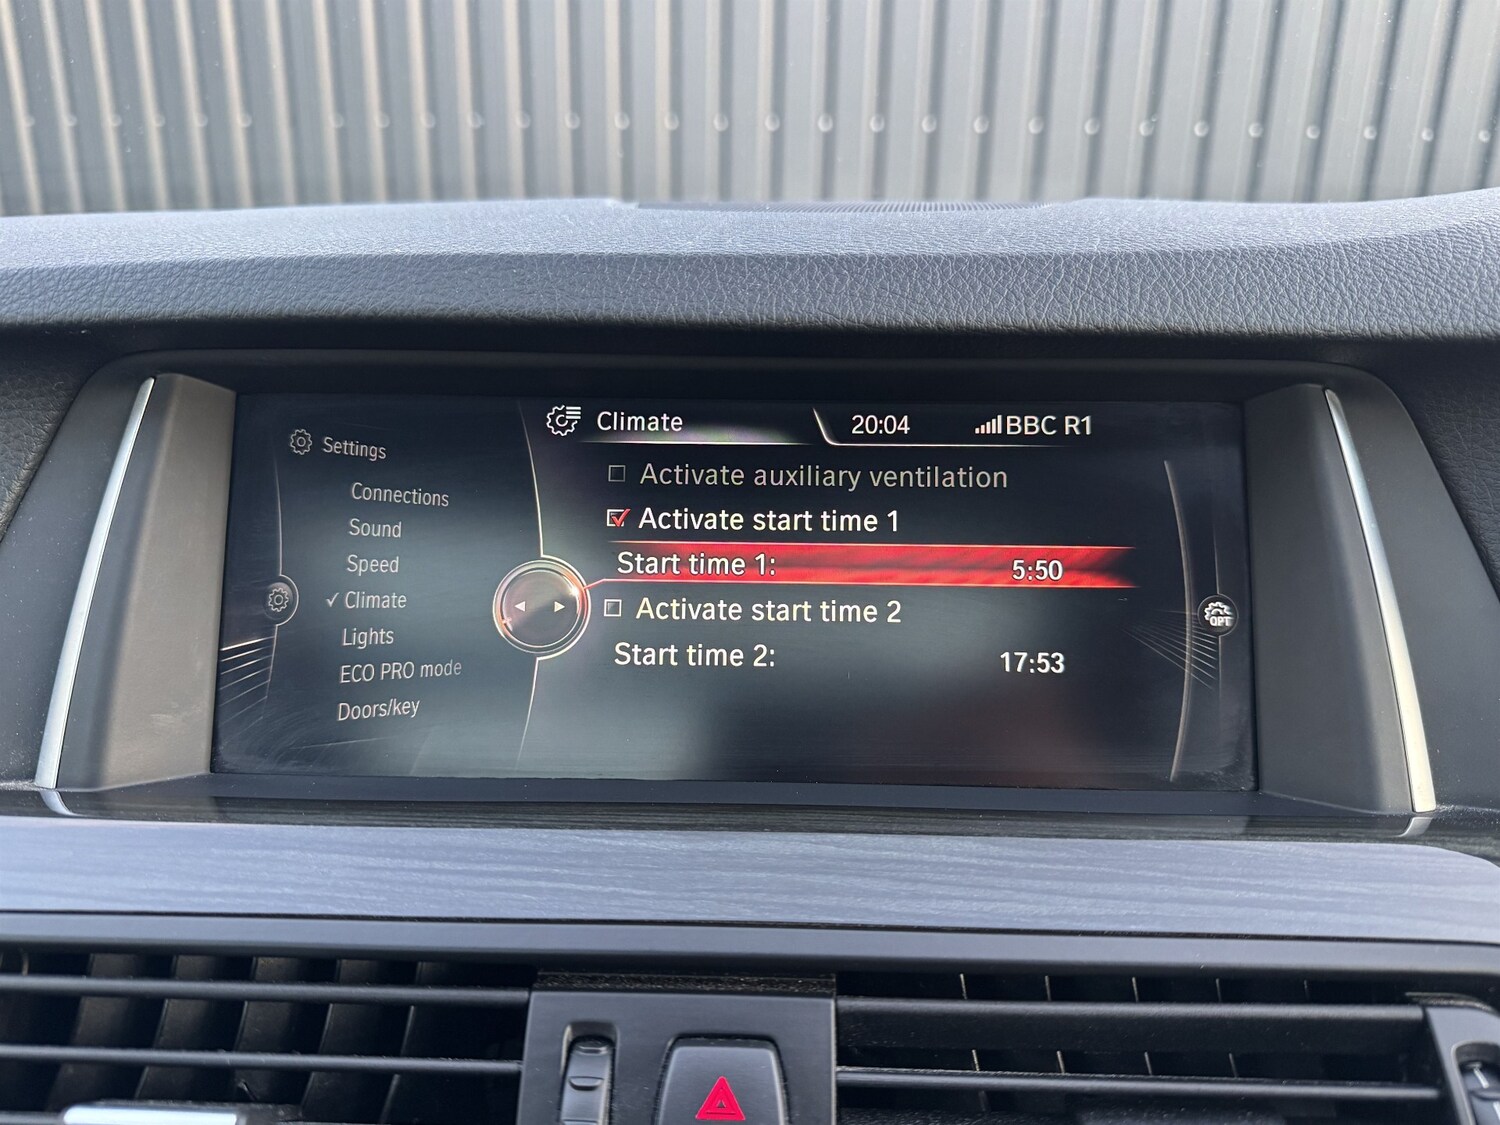 Settings
Connections
Sound
Speed
Climate
Lights
ECO PRO mode
Doors/key
Climate 20:04 BBC R1
Activate auxiliary ventilation
Activate start time 1
Start time 1: 5:50
Activate start time 2
Start time 2: 17:53
OPT